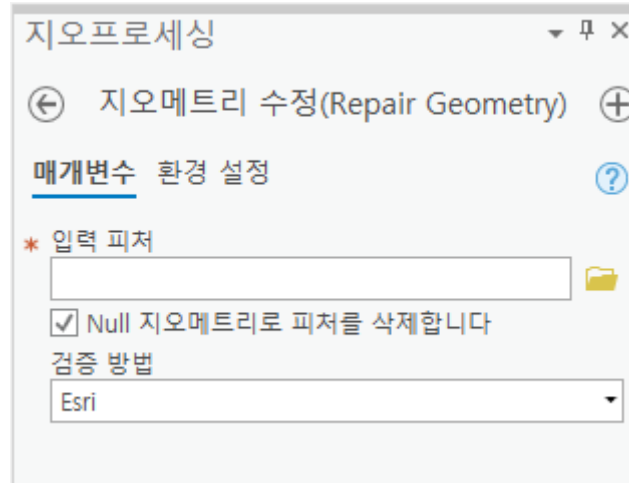 지오프로세싱
지오메트리 수정(Repair Geometry)
매개변수 환경 설정
* 입력 피처
Null 지오메트리로 피처를 삭제합니다
검증 방법
Esri